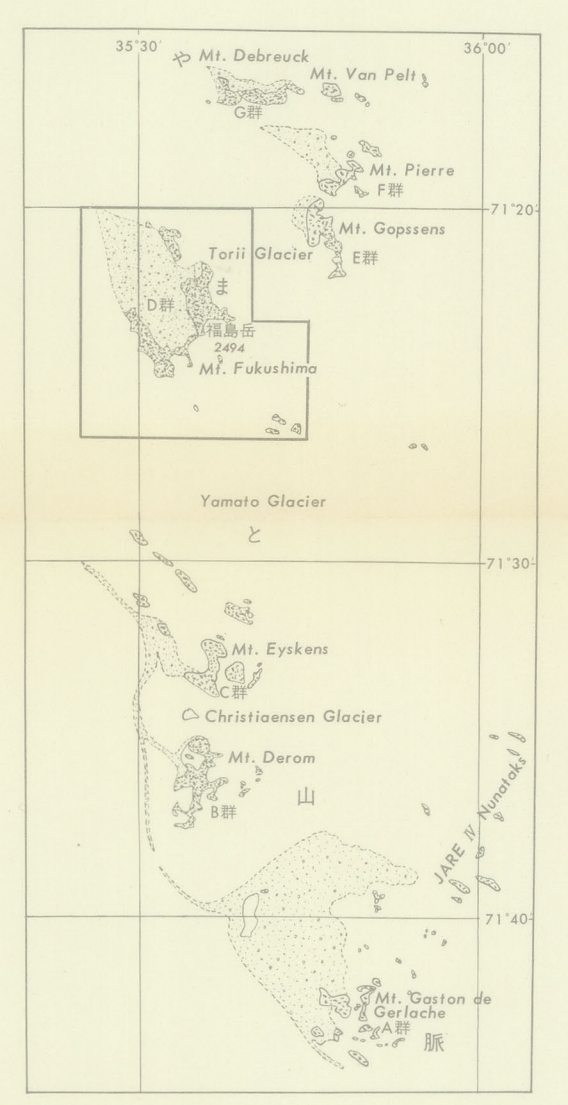 35°30′
36°00′
や
Mt. Debreuck
Mt. Van Pelt
G群
Mt. Pierre
F群
71°20′
Mt. Gopssens
Torii Glacier
E群
ま
D群
福島岳
2494
Mt. Fukushima
Yamato Glacier
と
71°30′
Mt. Eyskens
C群
Christiaensen Glacier
Mt. Derom
山
B群
JARE IV Nunataks
71°40′
Mt. Gaston de
Gerlache
A群
脈